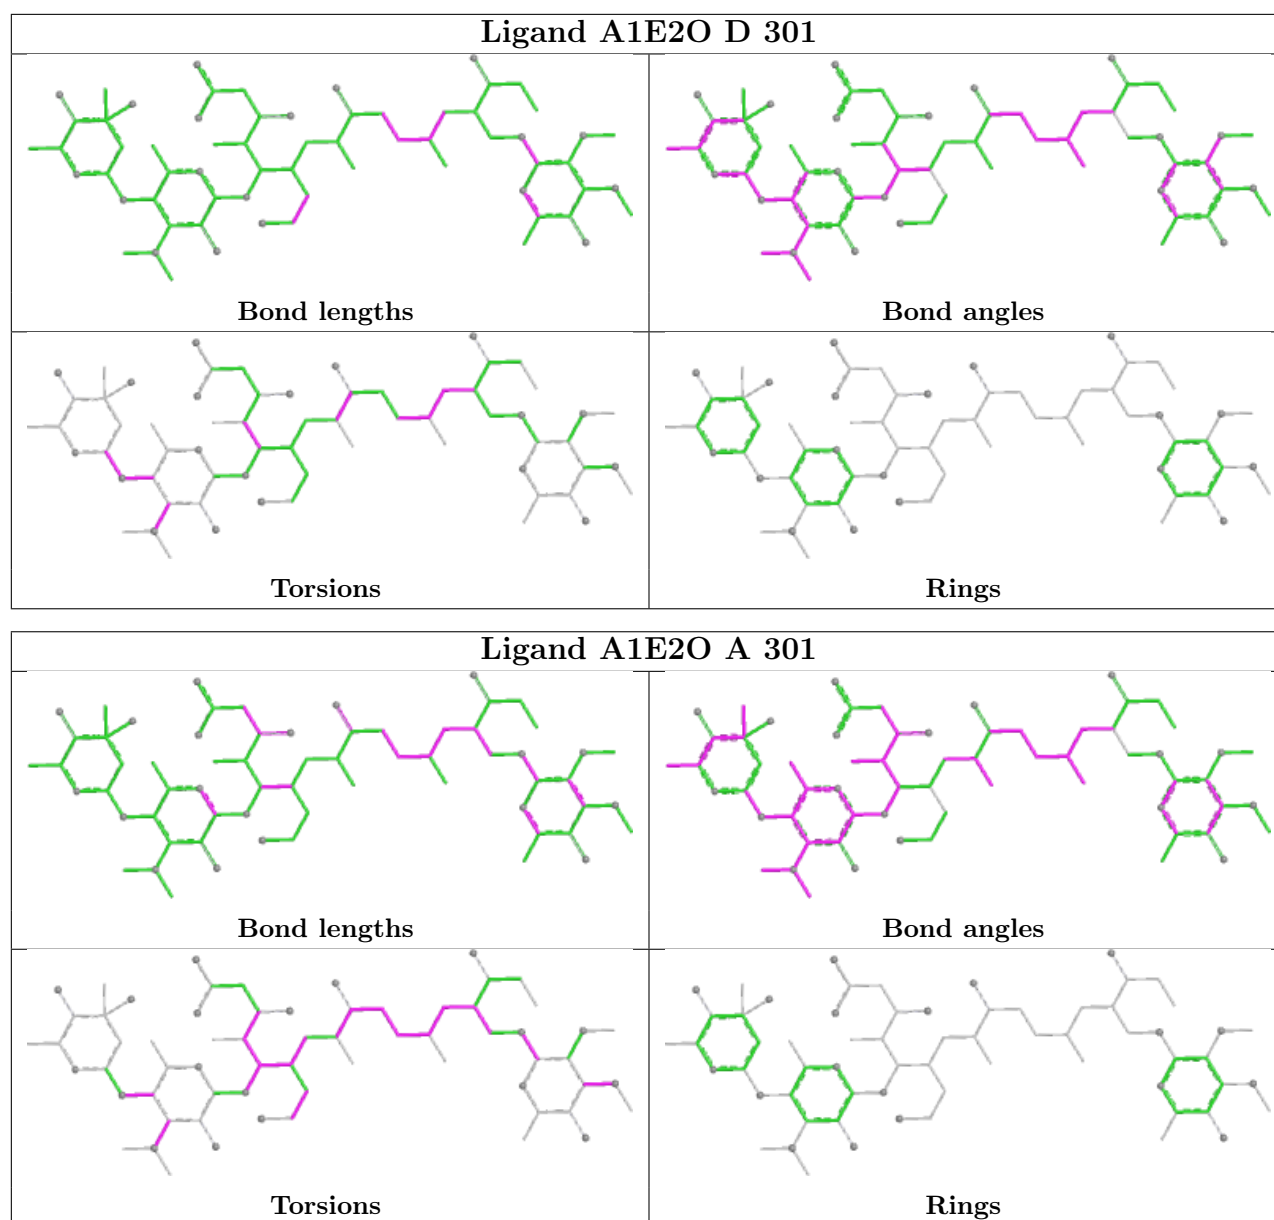 Ligand A1E2O D 301
Bond lengths
Bond angles
Torsions
Rings
Ligand A1E2O A 301
Bond lengths
Bond angles
Torsions
Rings